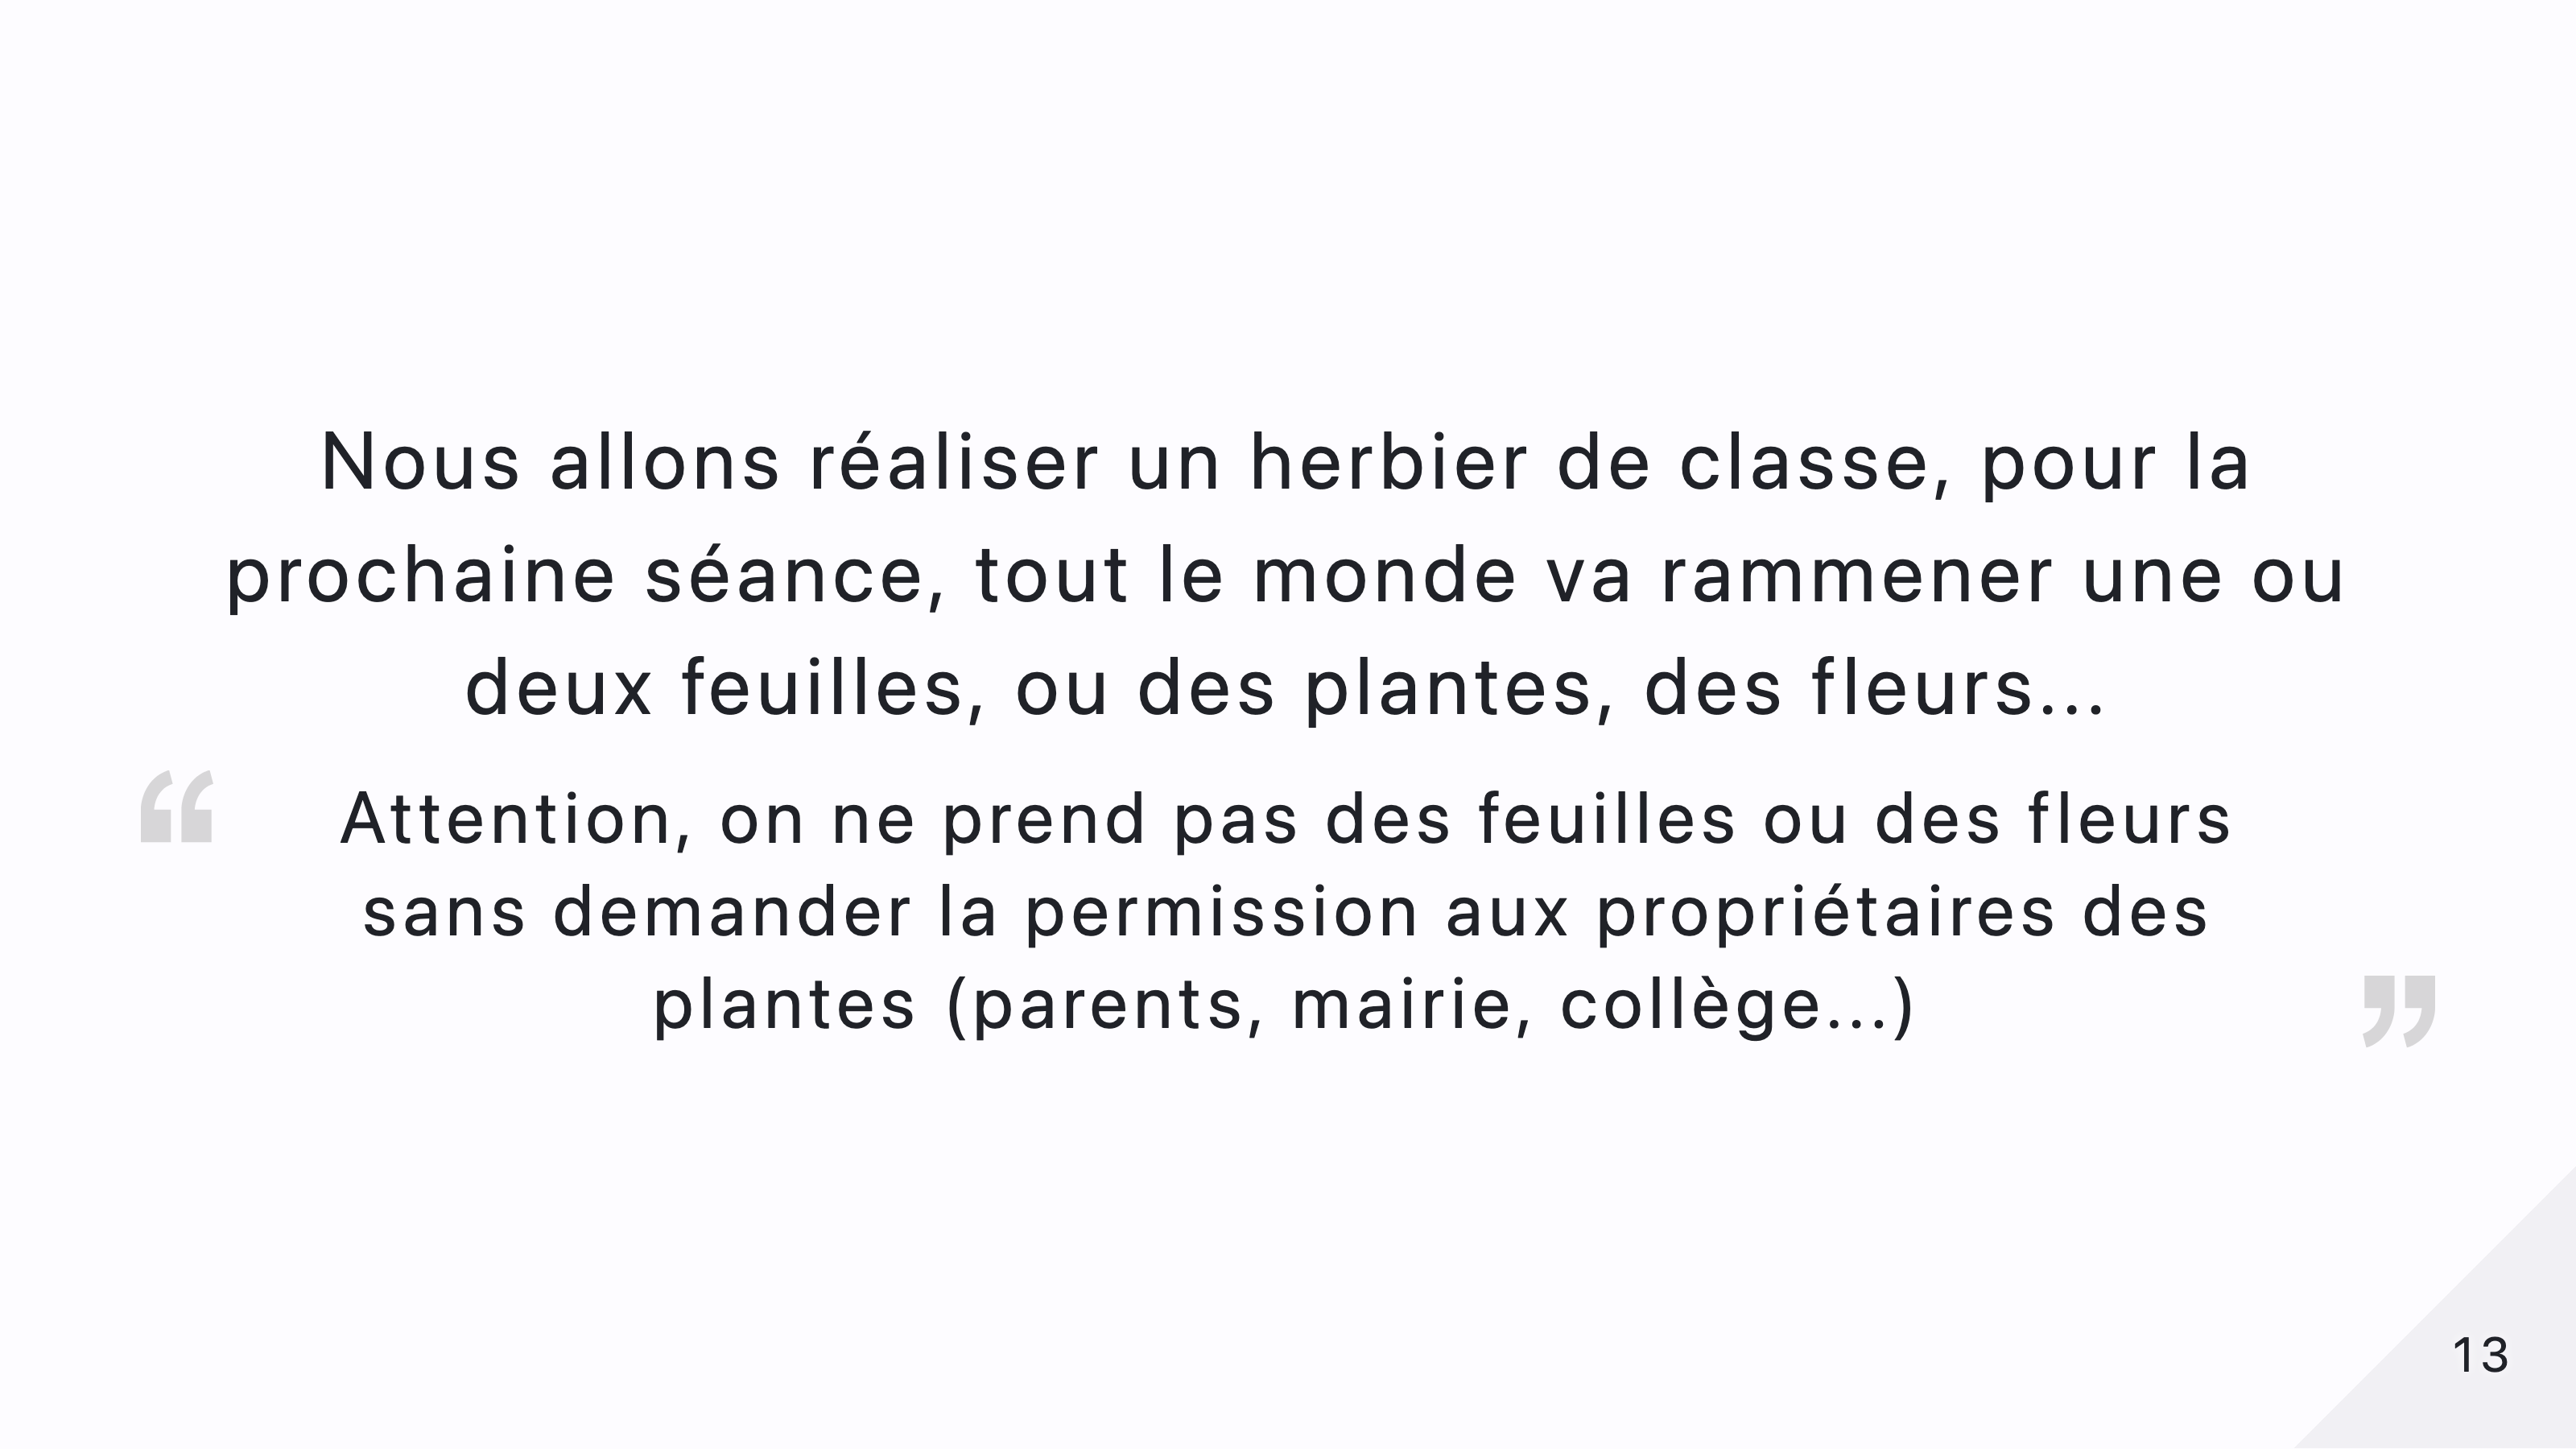 Nous allons réaliser un herbier de classe, pour la
prochaine séance, tout le monde va rammener une ou
deux feuilles, ou des plantes, des fleurs...
“ Attention, on ne prend pas des feuilles ou des fleurs
sans demander la permission aux propriétaires des
plantes (parents, mairie, collège...) ”
13